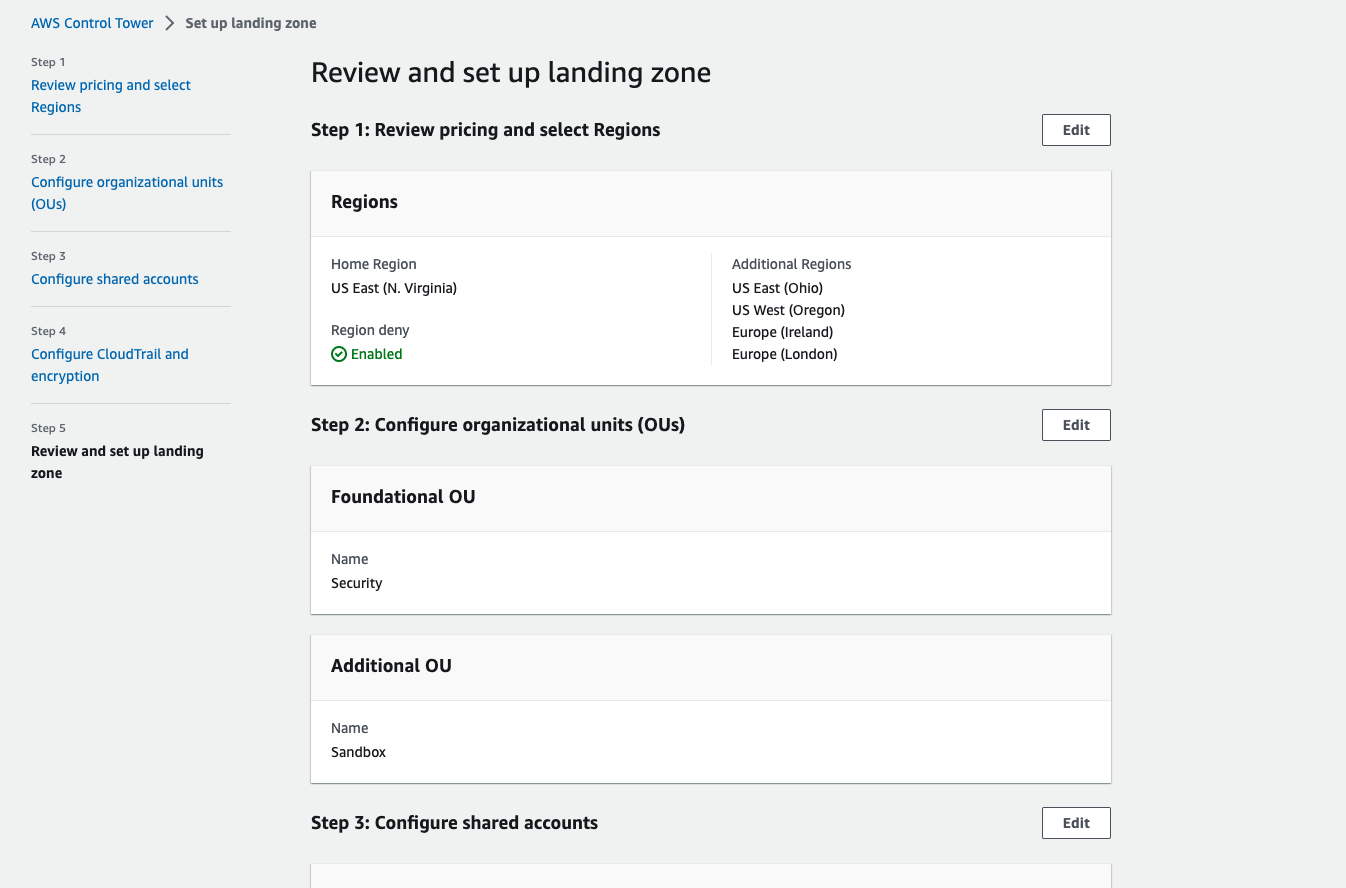 AWS Control Tower > Set up landing zone
Step 1
Review pricing and select
Regions
Step 2
Configure organizational units
(OUs)
Step 3
Configure shared accounts
Step 4
Configure CloudTrail and
encryption
Step 5
Review and set up landing
zone
Review and set up landing zone
Step 1: Review pricing and select Regions
Edit
Regions
Home Region
US East (N. Virginia)
Region deny
Enabled
Additional Regions
US East (Ohio)
US West (Oregon)
Europe (Ireland)
Europe (London)
Step 2: Configure organizational units (OUs)
Edit
Foundational OU
Name
Security
Additional OU
Name
Sandbox
Step 3: Configure shared accounts
Edit